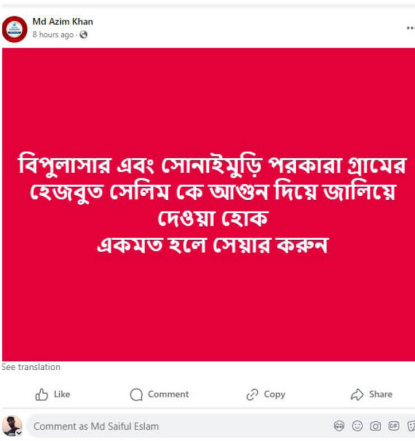 Md Azim Khan
8 hours ago ·
বিপুলাসার এবং সোনাইমুড়ি পরকারা গ্রামের
হেজবুত সেলিম কে আগুন দিয়ে জালিয়ে
দেওয়া হোক
একমত হলে সেয়ার করুন
See translation
Like Comment Copy Share
Comment as Md Saiful Eslam